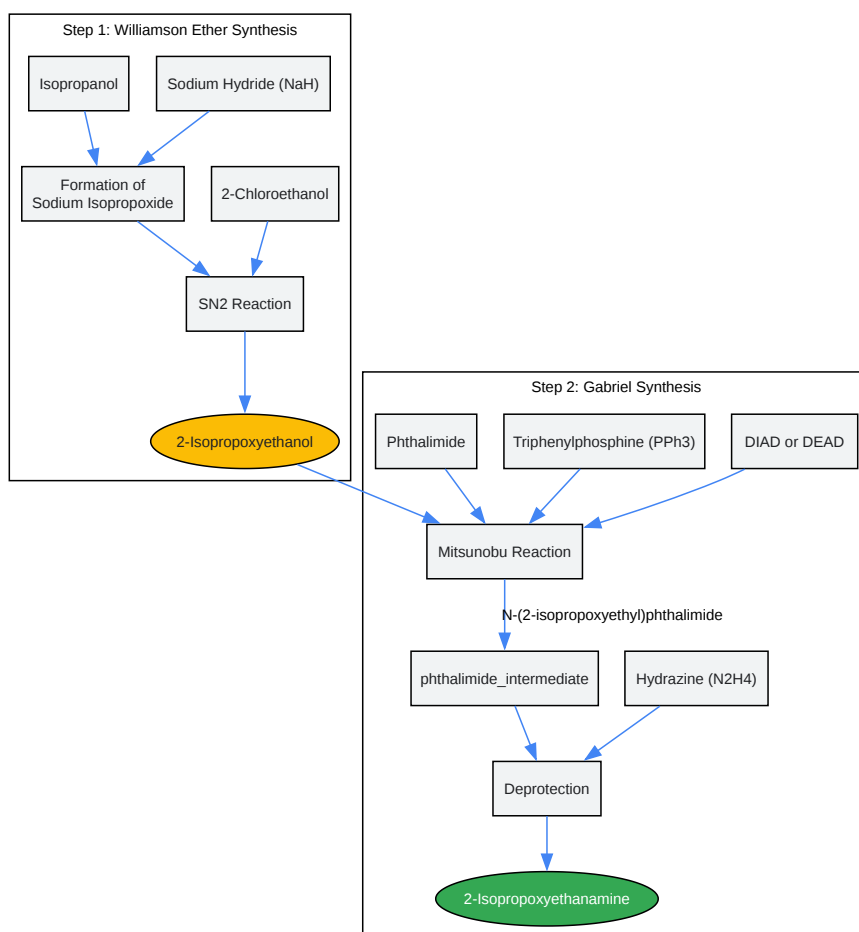 Step 1: Williamson Ether Synthesis
Isopropanol
Sodium Hydride (NaH)
Formation of
Sodium Isopropoxide
2-Chloroethanol
SN2 Reaction
2-Isopropoxyethanol
Step 2: Gabriel Synthesis
Phthalimide
Triphenylphosphine (PPh3)
DIAD or DEAD
Mitsunobu Reaction
N-(2-isopropoxyethyl)phthalimide
phthalimide_intermediate
Hydrazine (N2H4)
Deprotection
2-Isopropoxyethanamine